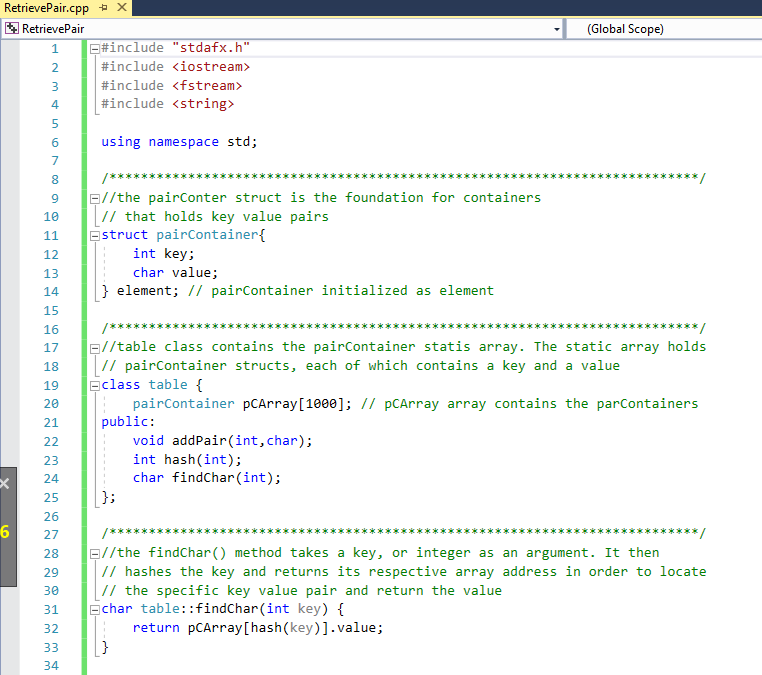 RetrievePair.cpp
RetrievePair (Global Scope)
1 #include "stdafx.h"
2 #include <iostream>
3 #include <fstream>
4 #include <string>
5
6 using namespace std;
7
8 /***************************************************************************/
9 //the pairConter struct is the foundation for containers
10 // that holds key value pairs
11 struct pairContainer{
12 int key;
13 char value;
14 } element; // pairContainer initialized as element
15
16 /***************************************************************************/
17 //table class contains the pairContainer statis array. The static array holds
18 // pairContainer structs, each of which contains a key and a value
19 class table {
20 pairContainer pCArray[1000]; // pCArray array contains the parContainers
21 public:
22 void addPair(int,char);
23 int hash(int);
24 char findChar(int);
25 };
26
27 /***************************************************************************/
28 //the findChar() method takes a key, or integer as an argument. It then
29 // hashes the key and returns its respective array address in order to locate
30 // the specific key value pair and return the value
31 char table::findChar(int key) {
32 return pCArray[hash(key)].value;
33 }
34
6